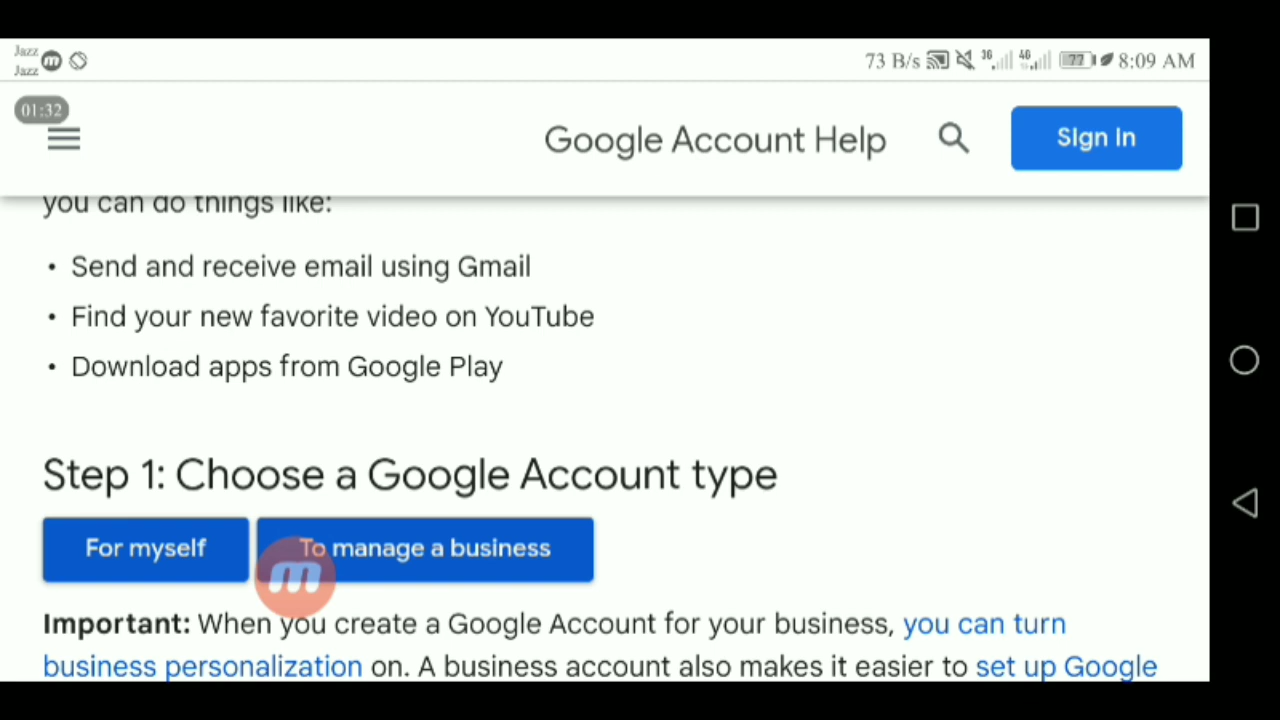 Jazz
Jazz
73 B/s 3G 4G 77 8:09 AM
01:32
Google Account Help
Sign In
you can do things like:
• Send and receive email using Gmail
• Find your new favorite video on YouTube
• Download apps from Google Play
Step 1: Choose a Google Account type
For myself
To manage a business
m
Important: When you create a Google Account for your business, you can turn
business personalization on. A business account also makes it easier to set up Google